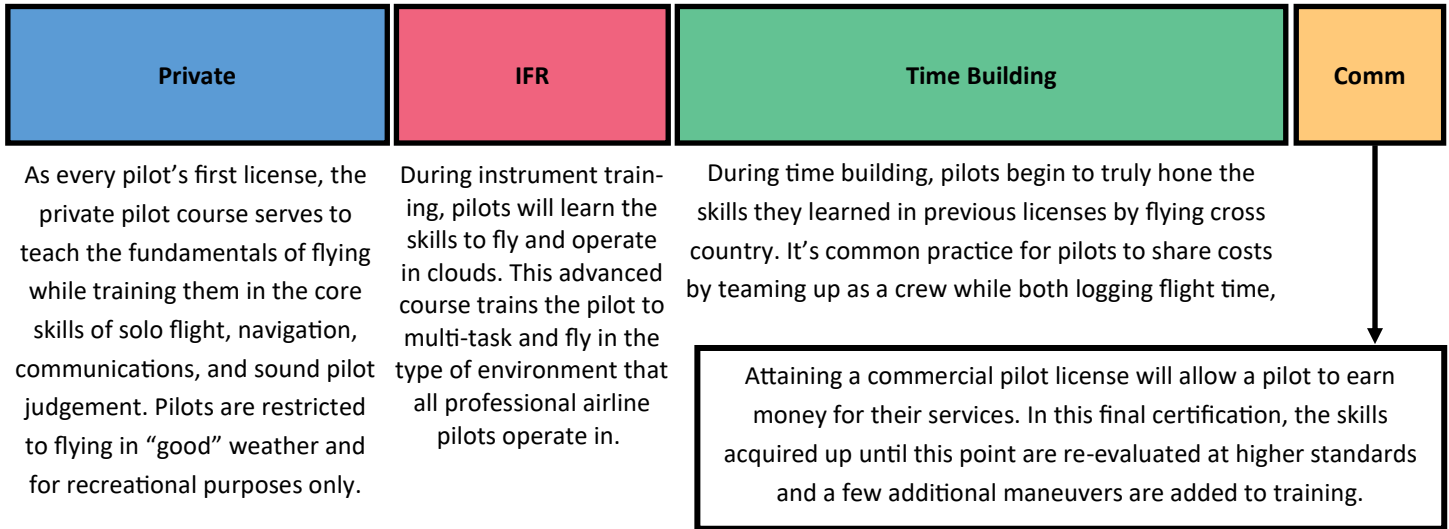 Private
IFR
Time Building
Comm
As every pilot’s first license, the
private pilot course serves to
teach the fundamentals of flying
while training them in the core
skills of solo flight, navigation,
communications, and sound pilot
judgement. Pilots are restricted
to flying in “good” weather and
for recreational purposes only.
During instrument train-
ing, pilots will learn the
skills to fly and operate
in clouds. This advanced
course trains the pilot to
multi-task and fly in the
type of environment that
all professional airline
pilots operate in.
During time building, pilots begin to truly hone the
skills they learned in previous licenses by flying cross
country. It’s common practice for pilots to share costs
by teaming up as a crew while both logging flight time,
Attaining a commercial pilot license will allow a pilot to earn
money for their services. In this final certification, the skills
acquired up until this point are re-evaluated at higher standards
and a few additional maneuvers are added to training.